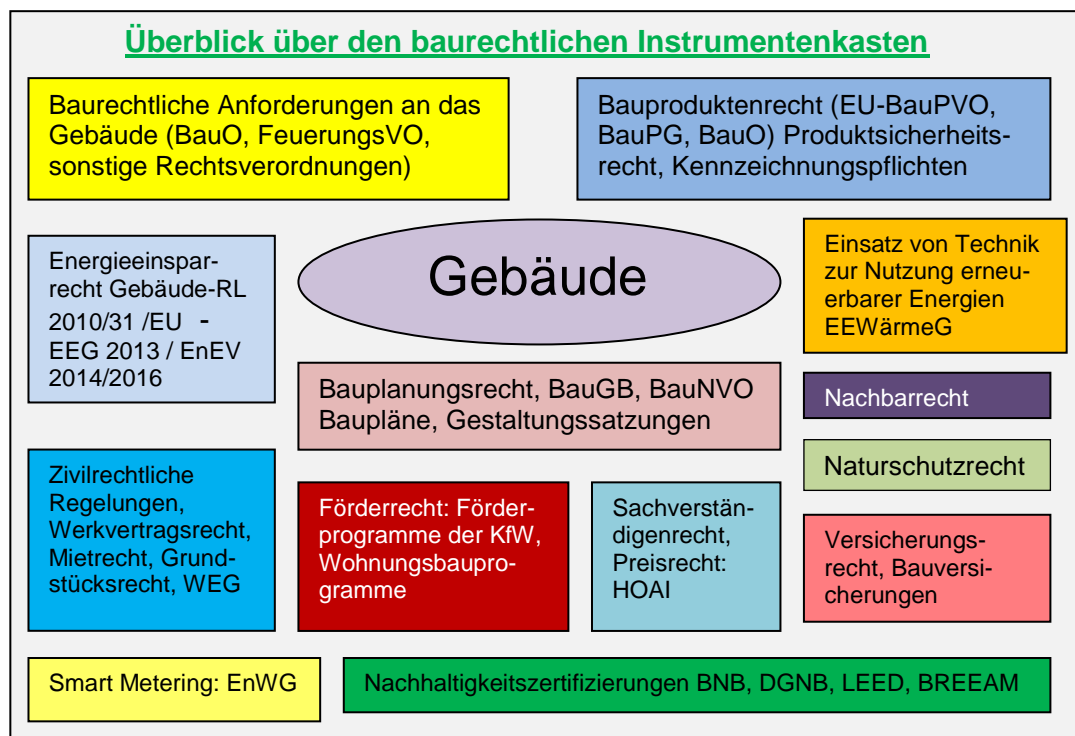 Überblick über den baurechtlichen Instrumentenkasten
Baurechtliche Anforderungen an das
Gebäude (BauO, FeuerungsVO,
sonstige Rechtsverordnungen)
Bauproduktenrecht (EU-BauPVO,
BauPG, BauO) Produktsicherheits-
recht, Kennzeichnungspflichten
Energieeinspar-
recht Gebäude-RL
2010/31 /EU -
EEG 2013 / EnEV
2014/2016
Gebäude
Einsatz von Technik
zur Nutzung erneu-
erbarer Energien
EEWärmeG
Bauplanungsrecht, BauGB, BauNVO
Baupläne, Gestaltungssatzungen
Nachbarrecht
Naturschutzrecht
Zivilrechtliche
Regelungen,
Werkvertragsrecht,
Mietrecht, Grund-
stücksrecht, WEG
Förderrecht: Förder-
programme der KfW,
Wohnungsbaupro-
gramme
Sachverstän-
digenrecht,
Preisrecht:
HOAI
Versicherungs-
recht, Bauversi-
cherungen
Smart Metering: EnWG
Nachhaltigkeitszertifizierungen BNB, DGNB, LEED, BREEAM